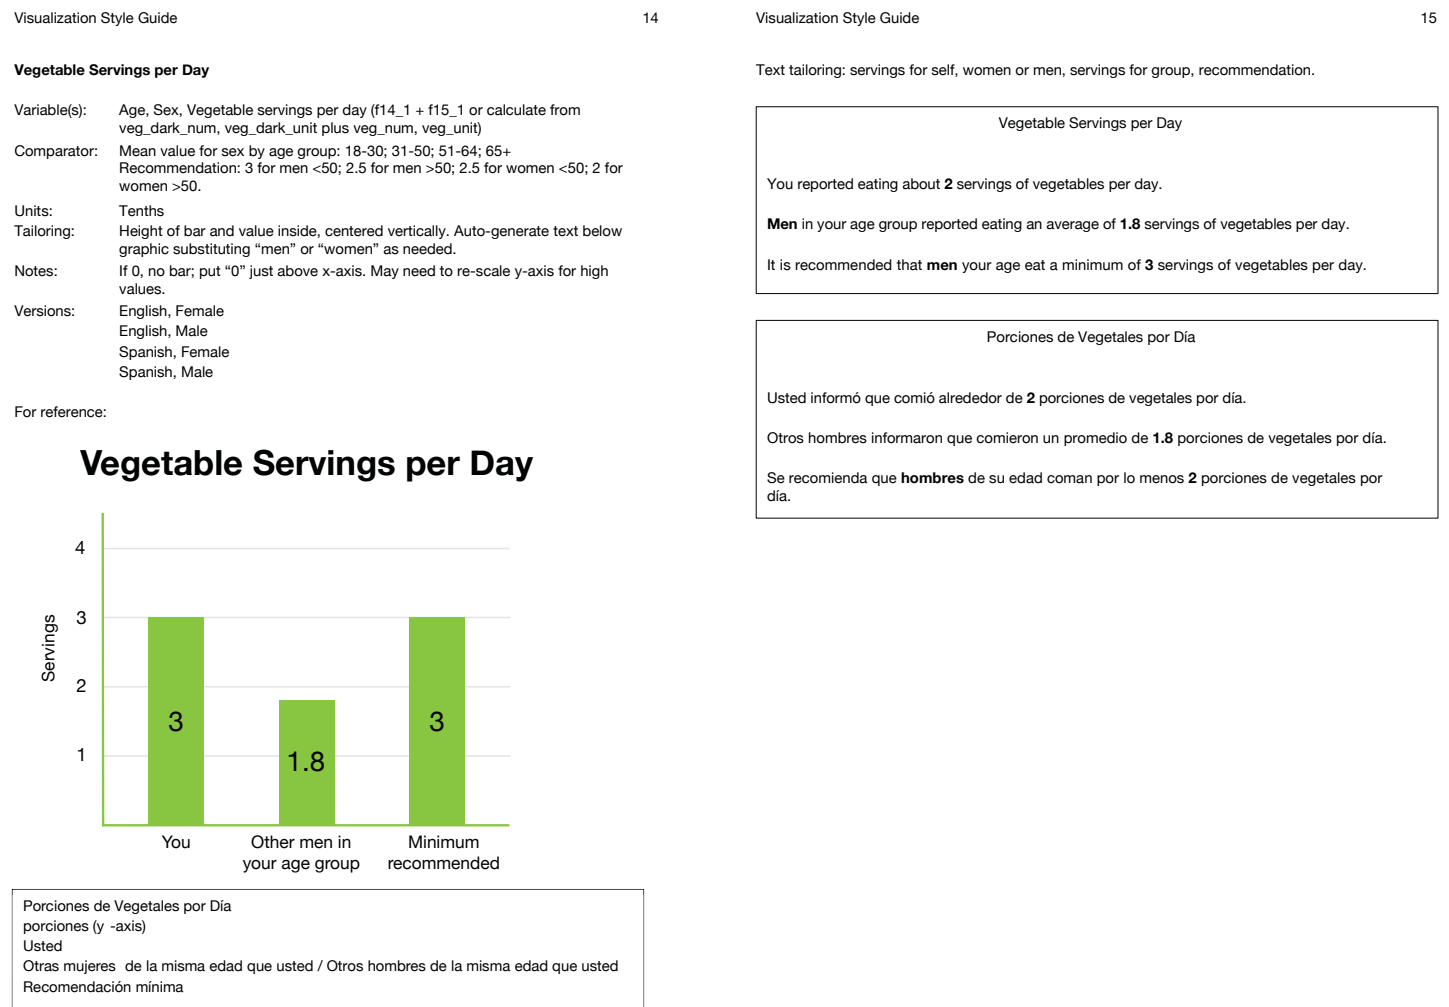 Visualization Style Guide 14
Vegetable Servings per Day
Variable(s): Age, Sex, Vegetable servings per day (f14_1 + f15_1 or calculate from
veg_dark_num, veg_dark_unit plus veg_num, veg_unit)
Comparator: Mean value for sex by age group: 18-30; 31-50; 51-64; 65+
Recommendation: 3 for men <50; 2.5 for men >50; 2.5 for women <50; 2 for
women >50.
Units: Tenths
Tailoring: Height of bar and value inside, centered vertically. Auto-generate text below
graphic substituting “men” or “women” as needed.
Notes: If 0, no bar; put “0” just above x-axis. May need to re-scale y-axis for high
values.
Versions: English, Female
English, Male
Spanish, Female
Spanish, Male
For reference:
Vegetable Servings per Day
Servings
4
3
2
1
3
1.8
3
You
Other men in
your age group
Minimum
recommended
Porciones de Vegetales por Día
porciones (y -axis)
Usted
Otras mujeres de la misma edad que usted / Otros hombres de la misma edad que usted
Recomendación mínima
Visualization Style Guide 15
Text tailoring: servings for self, women or men, servings for group, recommendation.
Vegetable Servings per Day
You reported eating about 2 servings of vegetables per day.
Men in your age group reported eating an average of 1.8 servings of vegetables per day.
It is recommended that men your age eat a minimum of 3 servings of vegetables per day.
Porciones de Vegetales por Día
Usted informó que comió alrededor de 2 porciones de vegetales por día.
Otros hombres informaron que comieron un promedio de 1.8 porciones de vegetales por día.
Se recomienda que hombres de su edad coman por lo menos 2 porciones de vegetales por
día.